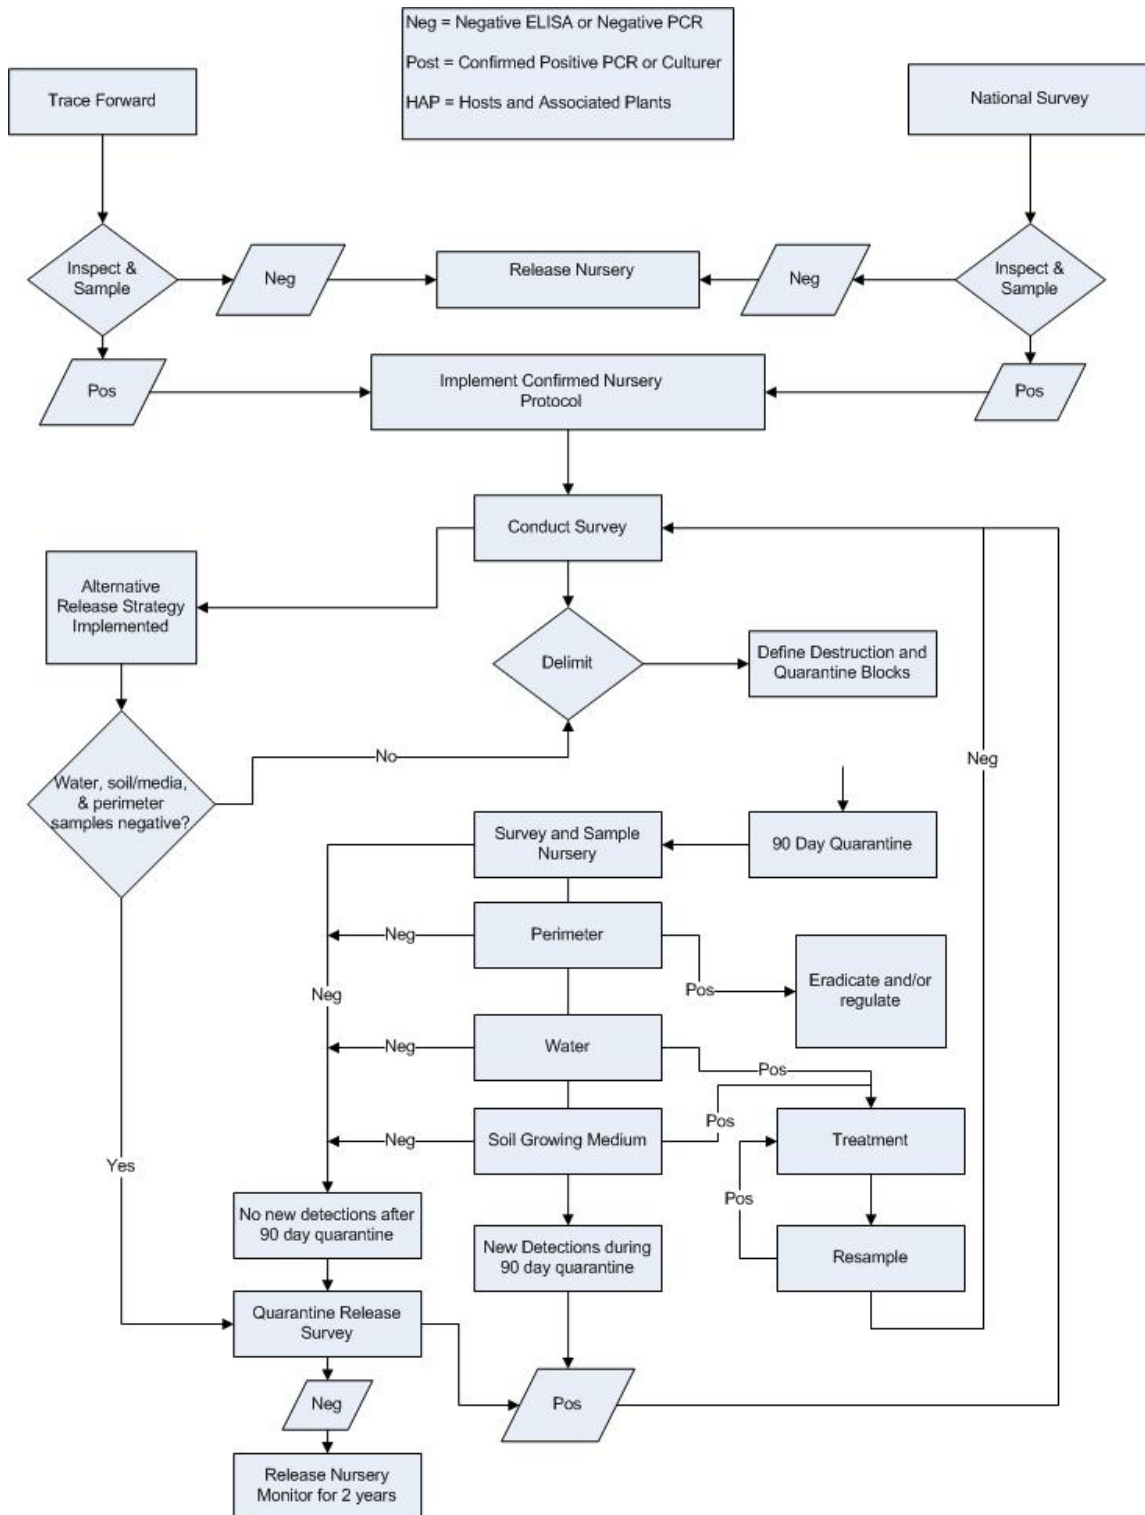 Neg = Negative ELISA or Negative PCR
Post = Confirmed Positive PCR or Culturer
HAP = Hosts and Associated Plants
Trace Forward
National Survey
Inspect &
Sample
Neg
Release Nursery
Neg
Inspect &
Sample
Pos
Implement Confirmed Nursery
Protocol
Pos
Conduct Survey
Alternative
Release Strategy
Implemented
Delimit
Define Destruction and
Quarantine Blocks
No
Neg
Water, soil/media,
& perimeter
samples negative?
Survey and Sample
Nursery
90 Day Quarantine
Neg
Perimeter
Neg
Pos
Eradicate and/or
regulate
Neg
Water
Pos
Neg
Soil Growing Medium
Pos
Treatment
Yes
Pos
No new detections after
90 day quarantine
New Detections during
90 day quarantine
Resample
Quarantine Release
Survey
Neg
Pos
Release Nursery
Monitor for 2 years